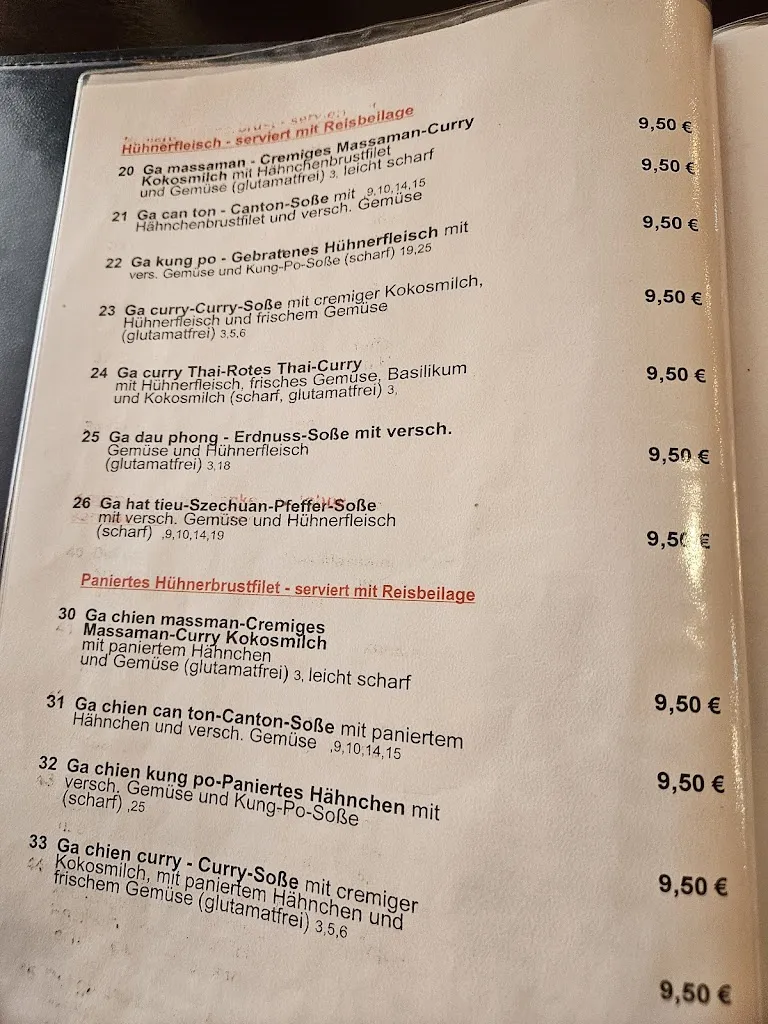 Hühnerfleisch - serviert mit Reisbeilage
20 Ga massaman - Cremiges Massaman-Curry 9,50 €
Kokosmilch mit Hähnchenbrustfilet
und Gemüse (glutamatfrei) 3, leicht scharf
21 Ga can ton - Canton-Soße mit ,9,10,14,15 9,50 €
Hähnchenbrustfilet und versch. Gemüse
22 Ga kung po - Gebratenes Hühnerfleisch mit 9,50 €
vers. Gemüse und Kung-Po-Soße (scharf) 19,25
23 Ga curry-Curry-Soße mit cremiger Kokosmilch, 9,50 €
Hühnerfleisch und frischem Gemüse
(glutamatfrei) 3,5,6
24 Ga curry Thai-Rotes Thai-Curry 9,50 €
mit Hühnerfleisch, frisches Gemüse, Basilikum
und Kokosmilch (scharf, glutamatfrei) 3,
25 Ga dau phong - Erdnuss-Soße mit versch. 9,50 €
Gemüse und Hühnerfleisch
(glutamatfrei) 3,18
26 Ga hat tieu-Szechuan-Pfeffer-Soße
mit versch. Gemüse und Hühnerfleisch 9,50 €
(scharf) ,9,10,14,19
Paniertes Hühnerbrustfilet - serviert mit Reisbeilage
30 Ga chien massman-Cremiges
Massaman-Curry Kokosmilch
mit paniertem Hähnchen
und Gemüse (glutamatfrei) 3, leicht scharf 9,50 €
31 Ga chien can ton-Canton-Soße mit paniertem
Hähnchen und versch. Gemüse ,9,10,14,15 9,50 €
32 Ga chien kung po-Paniertes Hähnchen mit
versch. Gemüse und Kung-Po-Soße
(scharf) ,25 9,50 €
33 Ga chien curry - Curry-Soße mit cremiger
Kokosmilch, mit paniertem Hähnchen und
frischem Gemüse (glutamatfrei) 3,5,6 9,50 €